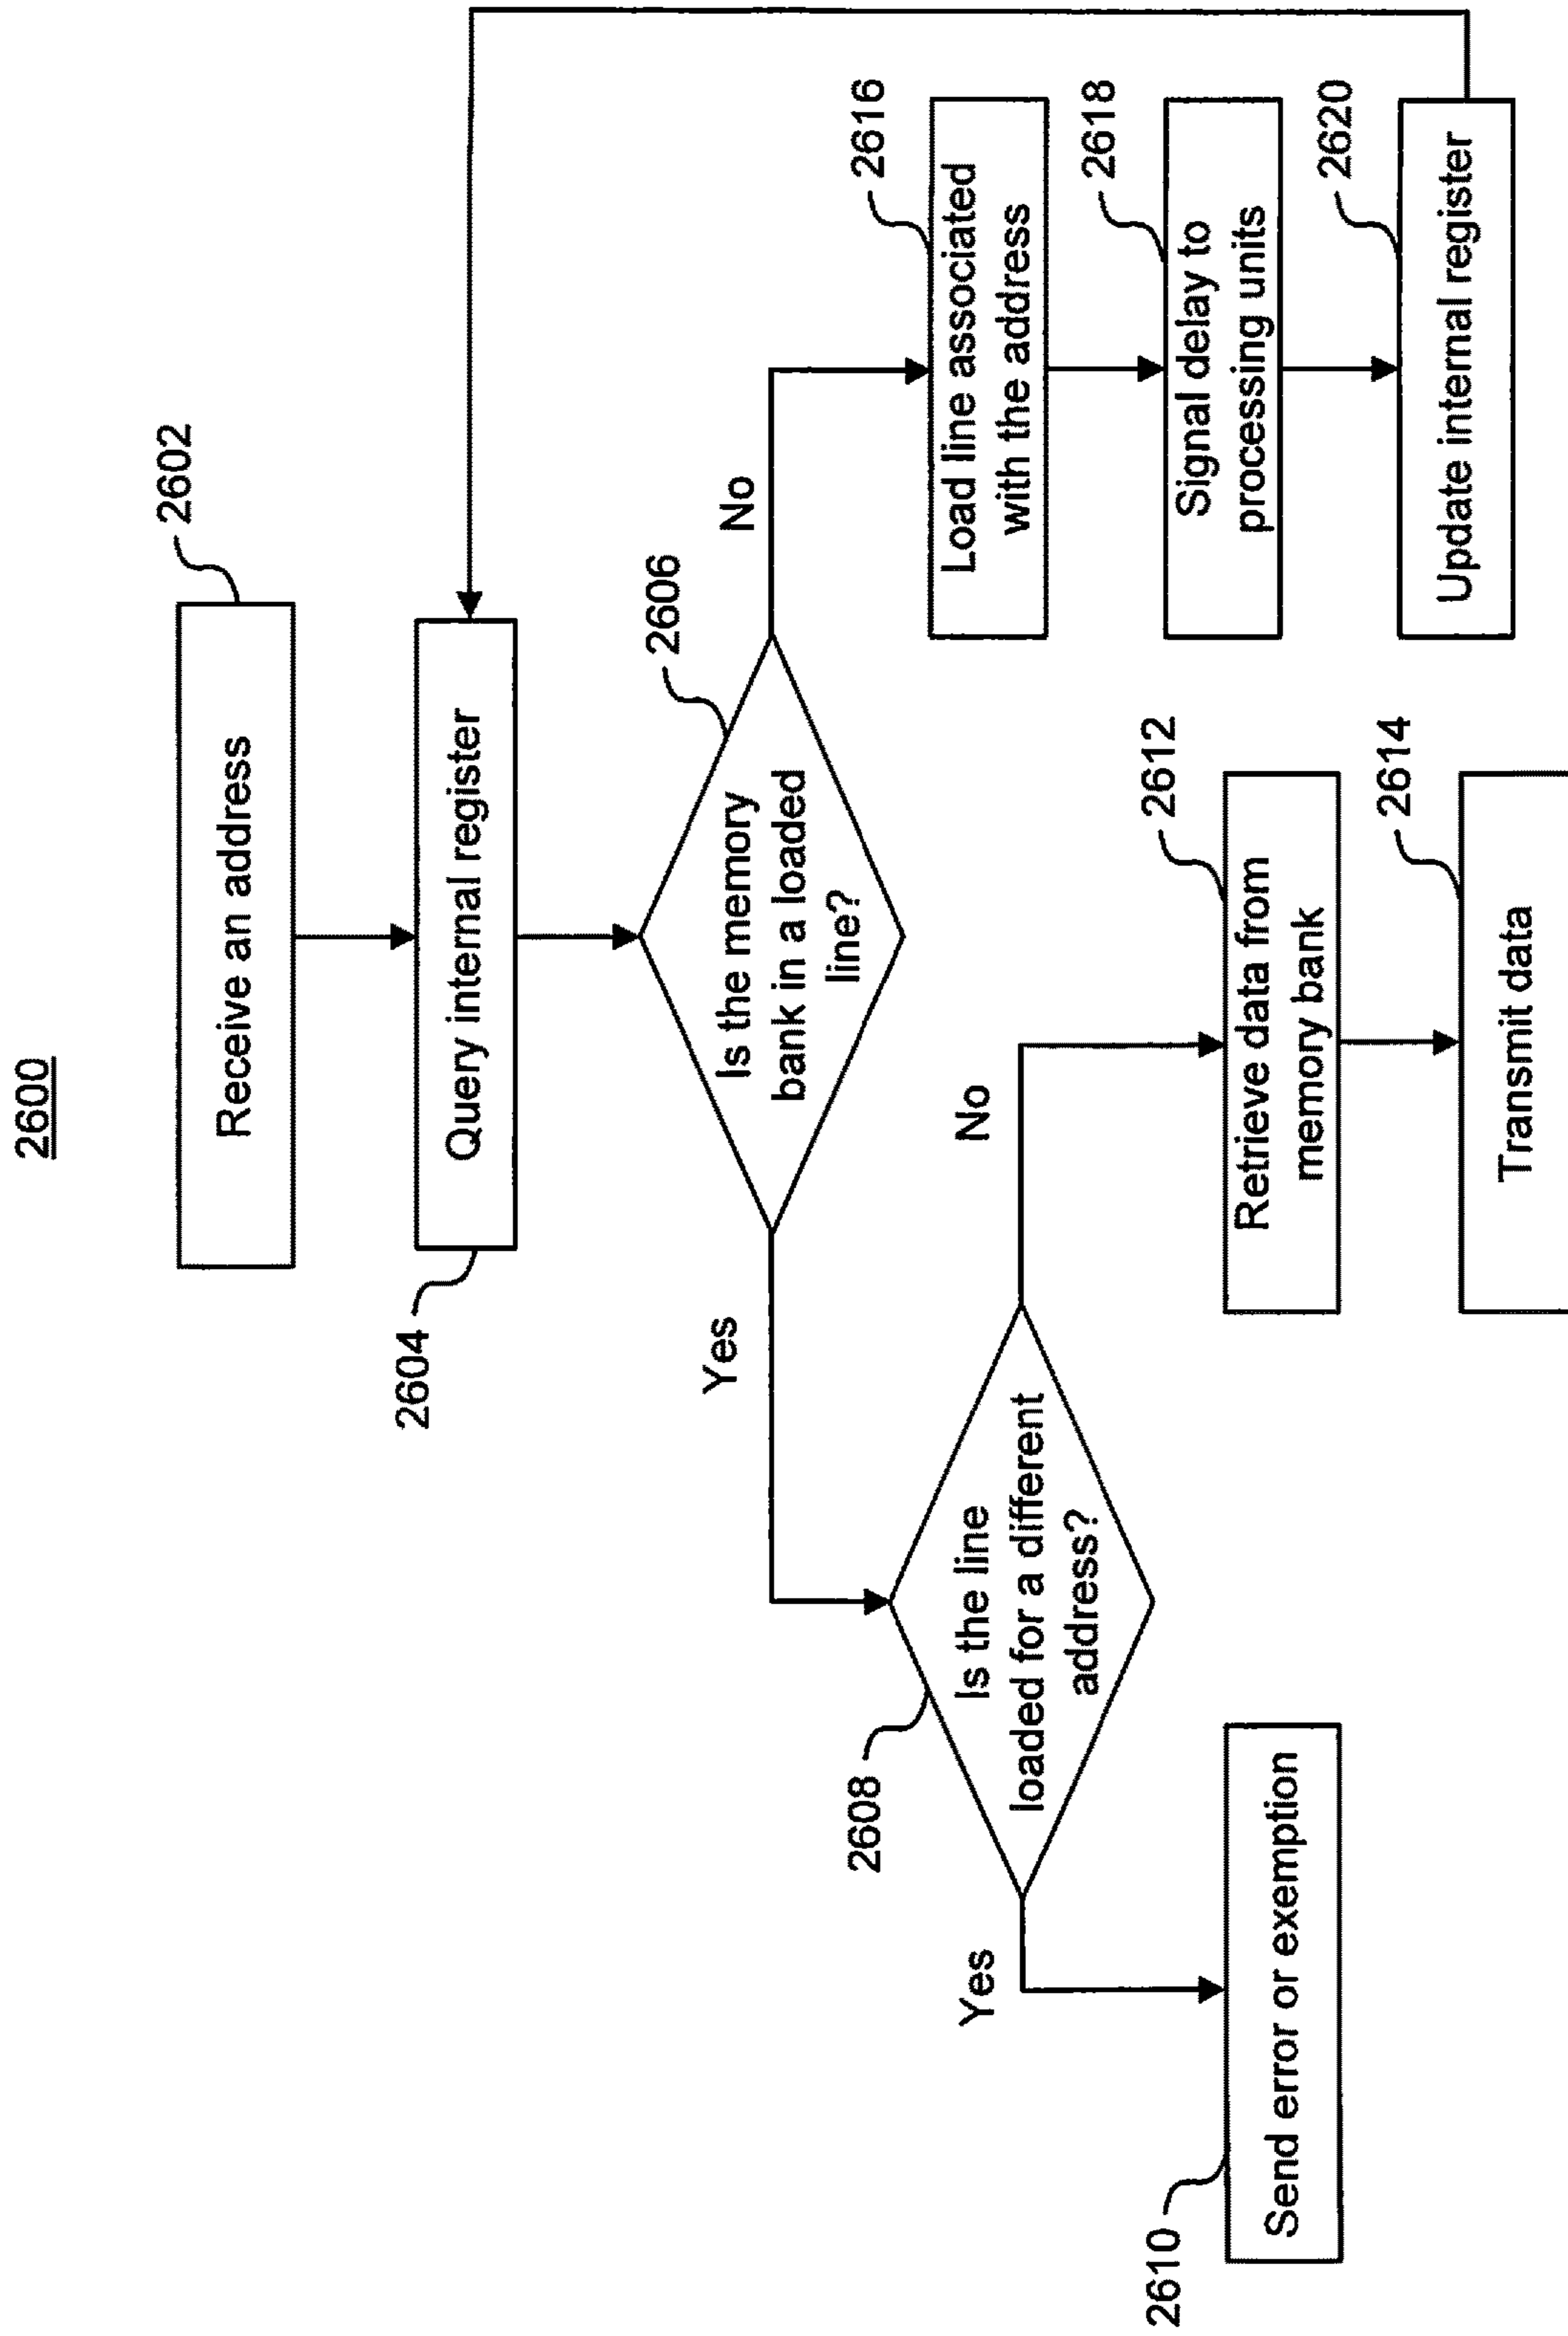 2600
Receive an address
2602
Query internal register
2604
Is the memory
bank in a loaded
line?
2606
Yes
No
Is the line
loaded for a different
address?
2608
Yes
No
Send error or exemption
2610
Retrieve data from
memory bank
2612
Transmit data
2614
Load line associated
with the address
2616
Signal delay to
processing units
2618
Update internal register
2620